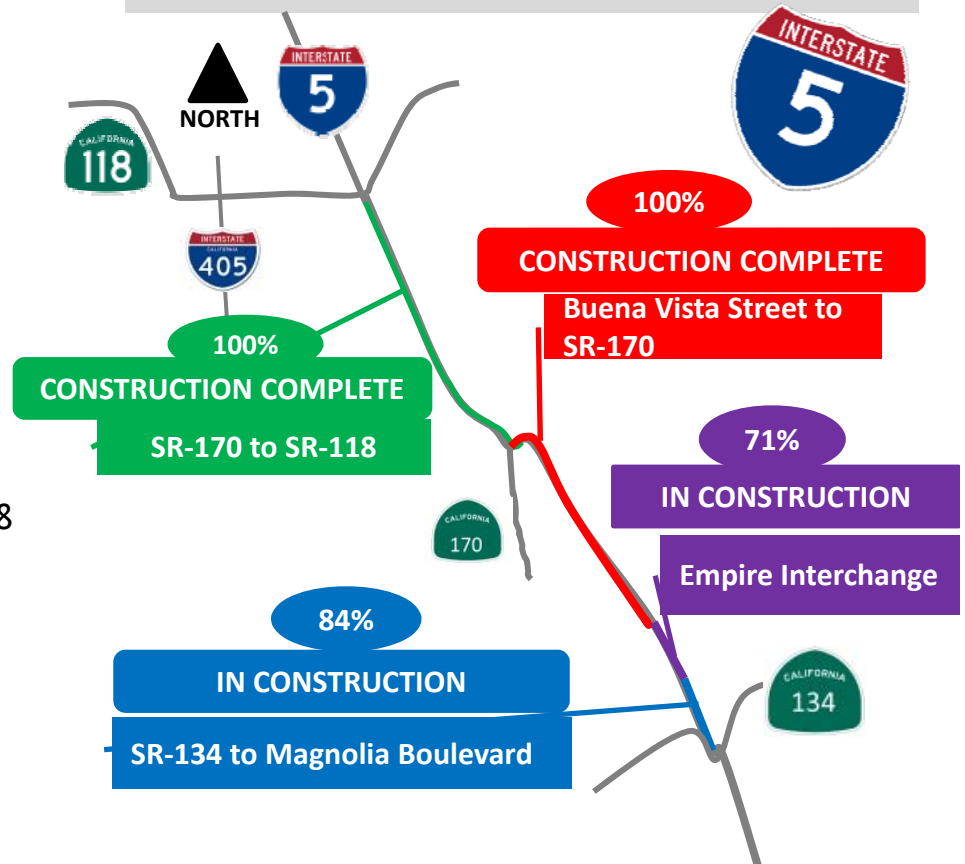 INTERSTATE
5
INTERSTATE
5
NORTH
CALIFORNIA
118
100%
CONSTRUCTION COMPLETE
Buena Vista Street to
SR-170
INTERSTATE
CALIFORNIA
405
100%
CONSTRUCTION COMPLETE
SR-170 to SR-118
71%
IN CONSTRUCTION
Empire Interchange
8
CALIFORNIA
170
84%
IN CONSTRUCTION
SR-134 to Magnolia Boulevard
CALIFORNIA
134